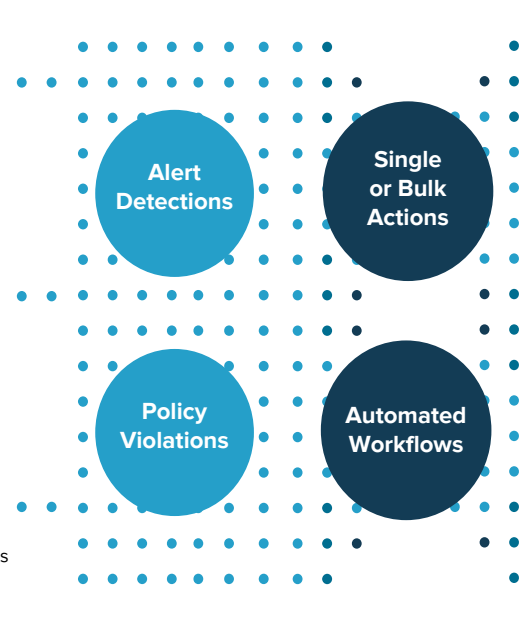 Alert
Detections
Single
or Bulk
Actions
Policy
Violations
Automated
Workflows
s